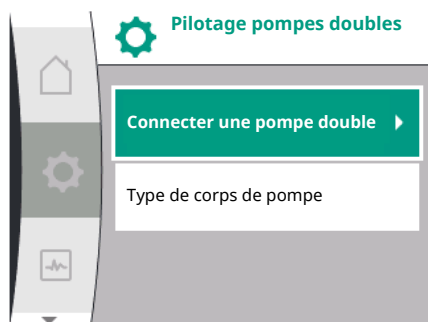 Pilotage pompes doubles
Connecter une pompe double
Type de corps de pompe